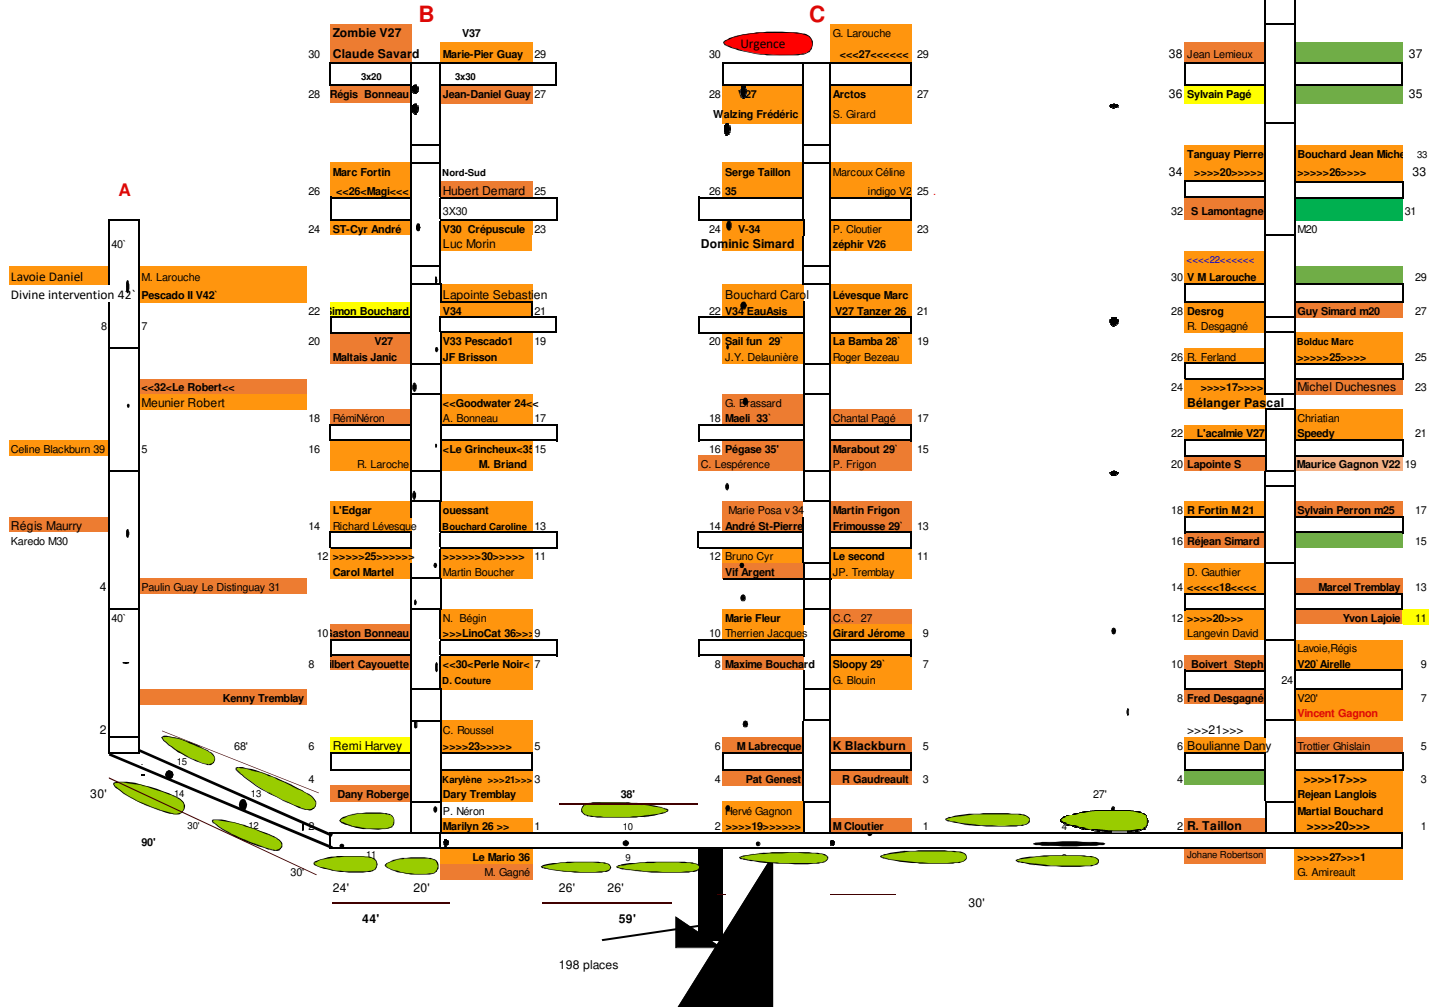 A
40`
Lavoie Daniel
M. Larouche
Divine intervention 42`
Pescado II V42`
8
7
<<32<Le Robert<<
Meunier Robert
Celine Blackburn 39
5
Régis Maurry
Karedo M30
4
Paulin Guay Le Distinguay 31
40`
Kenny Tremblay
2
15
68'
30'
14
13
30'
12
2
90'
11
30'
B
Zombie V27
V37
30
Claude Savard
Marie-Pier Guay
29
3x20
3x30
28
Régis Bonneau
Jean-Daniel Guay
27
Marc Fortin
Nord-Sud
26
<<26<Magi<<<
Hubert Demard
25
3X30
24
ST-Cyr André
V30 Crépuscule
23
Luc Morin
Lapointe Sebastien
22
Simon Bouchard
V34
21
20
V27
V33 Pescado1
19
Maltais Janic
JF Brisson
<<Goodwater 24<<
18
RémiNéron
A. Bonneau
17
16
<Le Grincheux<35
15
R. Laroche
M. Briand
L'Edgar
ouessant
14
Richard Lévesque
Bouchard Caroline
13
12
>>>>>25>>>>>>
>>>>>>30>>>>>
11
Carol Martel
Martin Boucher
N. Bégin
10
aston Bonneau
>>>LinoCat 36>>>
9
8
ilbert Cayouette
<<30<Perle Noir<
7
D. Couture
C. Roussel
6
Remi Harvey
>>>>23>>>>>
5
4
Karylène >>>21>>>
3
Dany Roberge
Dary Tremblay
P. Néron
Marilyn 26 >>
1
Le Mario 36
M. Gagné
24'
20'
44'
38'
10
9
26'
26'
59'
198 places
C
Urgence
G. Larouche
30
<<<27<<<<<<
29
28
V27
Arctos
27
Walzing Frédéric
S. Girard
Serge Taillon
Marcoux Céline
26
35
indigo V2
25
24
V-34
P. Cloutier
23
Dominic Simard
zéphir V26
Bouchard Carol
Lévesque Marc
22
V34 EauAsis
V27 Tanzer 26
21
20
Sail fun 29`
La Bamba 28`
19
J.Y. Delaunière
Roger Bezeau
G. Brassard
18
Maeli 33`
Chantal Pagé
17
16
Pégase 35'
Marabout 29`
15
C. Lespérence
P. Frigon
Marie Posa v 34
Martin Frigon
14
André St-Pierre
Frimousse 29`
13
12
Bruno Cyr
Le second
11
Vif Argent
JP. Tremblay
Marie Fleur
C.C. 27
10
Therrien Jacques
Girard Jérome
9
8
Maxime Bouchard
Sloopy 29`
7
G. Blouin
6
M Labrecque
K Blackburn
5
4
Pat Genest
R Gaudreault
3
Hervé Gagnon
2
>>>>19>>>>>>
M Cloutier
1
27'
4
30'
38
Jean Lemieux
37
36
Sylvain Pagé
35
Tanguay Pierre
Bouchard Jean Miche
33
34
>>>>20>>>>
>>>>>26>>>>
33
32
S Lamontagne
31
M20
<<<<22<<<<<<
30
V M Larouche
29
28
Desrog
Guy Simard m20
27
R. Desgagné
Bolduc Marc
26
R. Ferland
>>>>>25>>>>
25
24
>>>>17>>>>
Michel Duchesnes
23
Bélanger Pascal
Christian
22
L'acalmie V27
Speedy
21
20
Lapointe S
Maurice Gagnon V22
19
18
R Fortin M 21
Sylvain Perron m25
17
16
Réjean Simard
15
D. Gauthier
14
<<<<<18<<<<
Marcel Tremblay
13
12
>>>>20>>>
Yvon Lajoie
11
Langevin David
Lavoie,Régis
10
Boivert Steph
V20` Airelle
9
24
8
Fred Desgagné
V20'
7
Vincent Gagnon
>>>21>>>
6
Boulianne Dany
Trottier Ghislain
5
4
>>>>17>>>
3
Rejean Langlois
Martial Bouchard
2
R. Taillon
>>>>20>>>
1
Johane Robertson
>>>>>27>>>1
G. Amireault